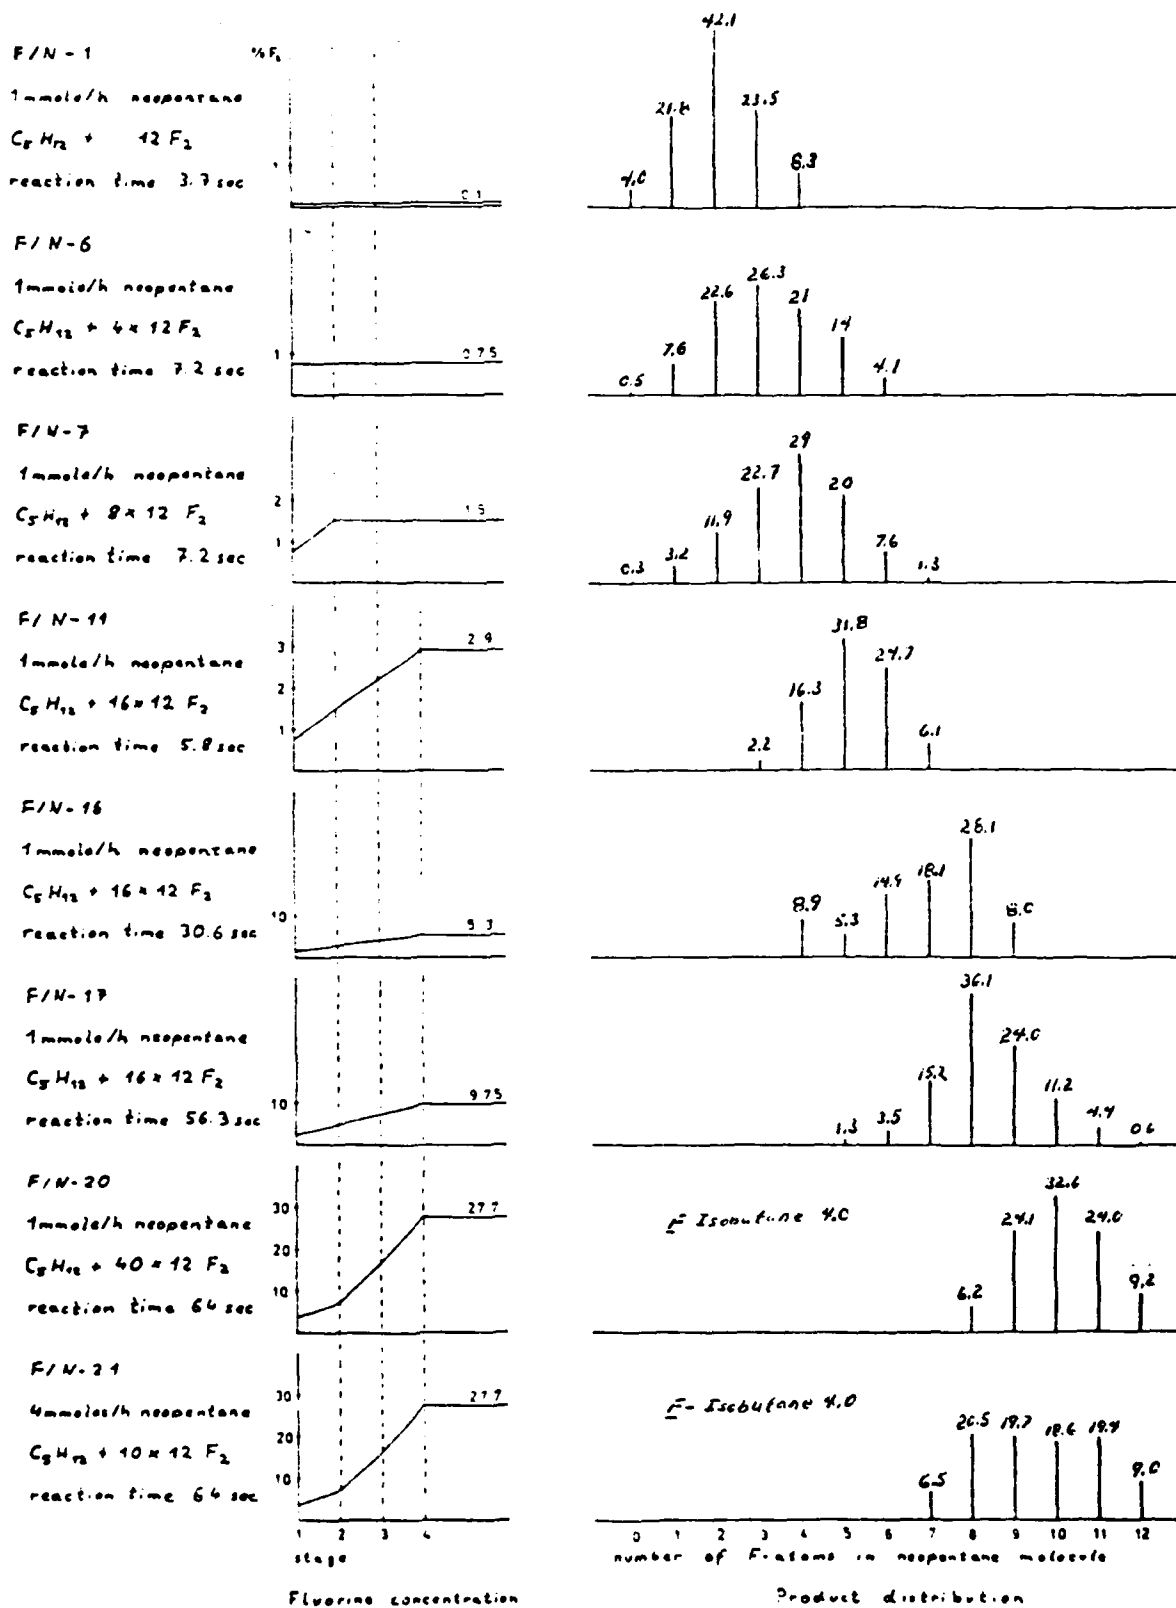 F/N-1
1mmole/h neopentane
C5H12 + 12 F2
reaction time 3.7 sec
%F2
1
0.1
4.0 21.8 42.1 23.5 8.3
F/N-6
1mmole/h neopentane
C5H12 + 4 × 12 F2
reaction time 7.2 sec
1
0.75
0.5 7.6 22.6 26.3 21 14 4.1
F/N-7
1mmole/h neopentane
C5H12 + 8 × 12 F2
reaction time 7.2 sec
2
1
1.5
0.3 3.2 11.9 22.7 29 20 7.6 1.3
F/N-11
1mmole/h neopentane
C5H12 + 16 × 12 F2
reaction time 5.8 sec
3
2
1
2.9
2.2 16.3 31.8 24.7 6.1
F/N-16
1mmole/h neopentane
C5H12 + 16 × 12 F2
reaction time 30.6 sec
10
5.3
8.9 5.3 14.9 18.1 28.1 8.0
F/N-17
1mmole/h neopentane
C5H12 + 16 × 12 F2
reaction time 56.3 sec
10
9.75
1.3 3.5 15.2 36.1 24.0 11.2 4.4 0.6
F/N-20
1mmole/h neopentane
C5H12 + 40 × 12 F2
reaction time 64 sec
30
20
10
27.7
F Isobutane 4.0
6.2 24.1 32.6 24.0 9.2
F/N-21
4mmoles/h neopentane
C5H12 + 10 × 12 F2
reaction time 64 sec
30
20
10
27.7
F-Isobutane 4.0
6.5 20.5 19.7 18.6 19.4 9.0
1 2 3 4
stage
Fluorine concentration
0 1 2 3 4 5 6 7 8 9 10 11 12
number of F-atoms in neopentane molecule
Product distribution